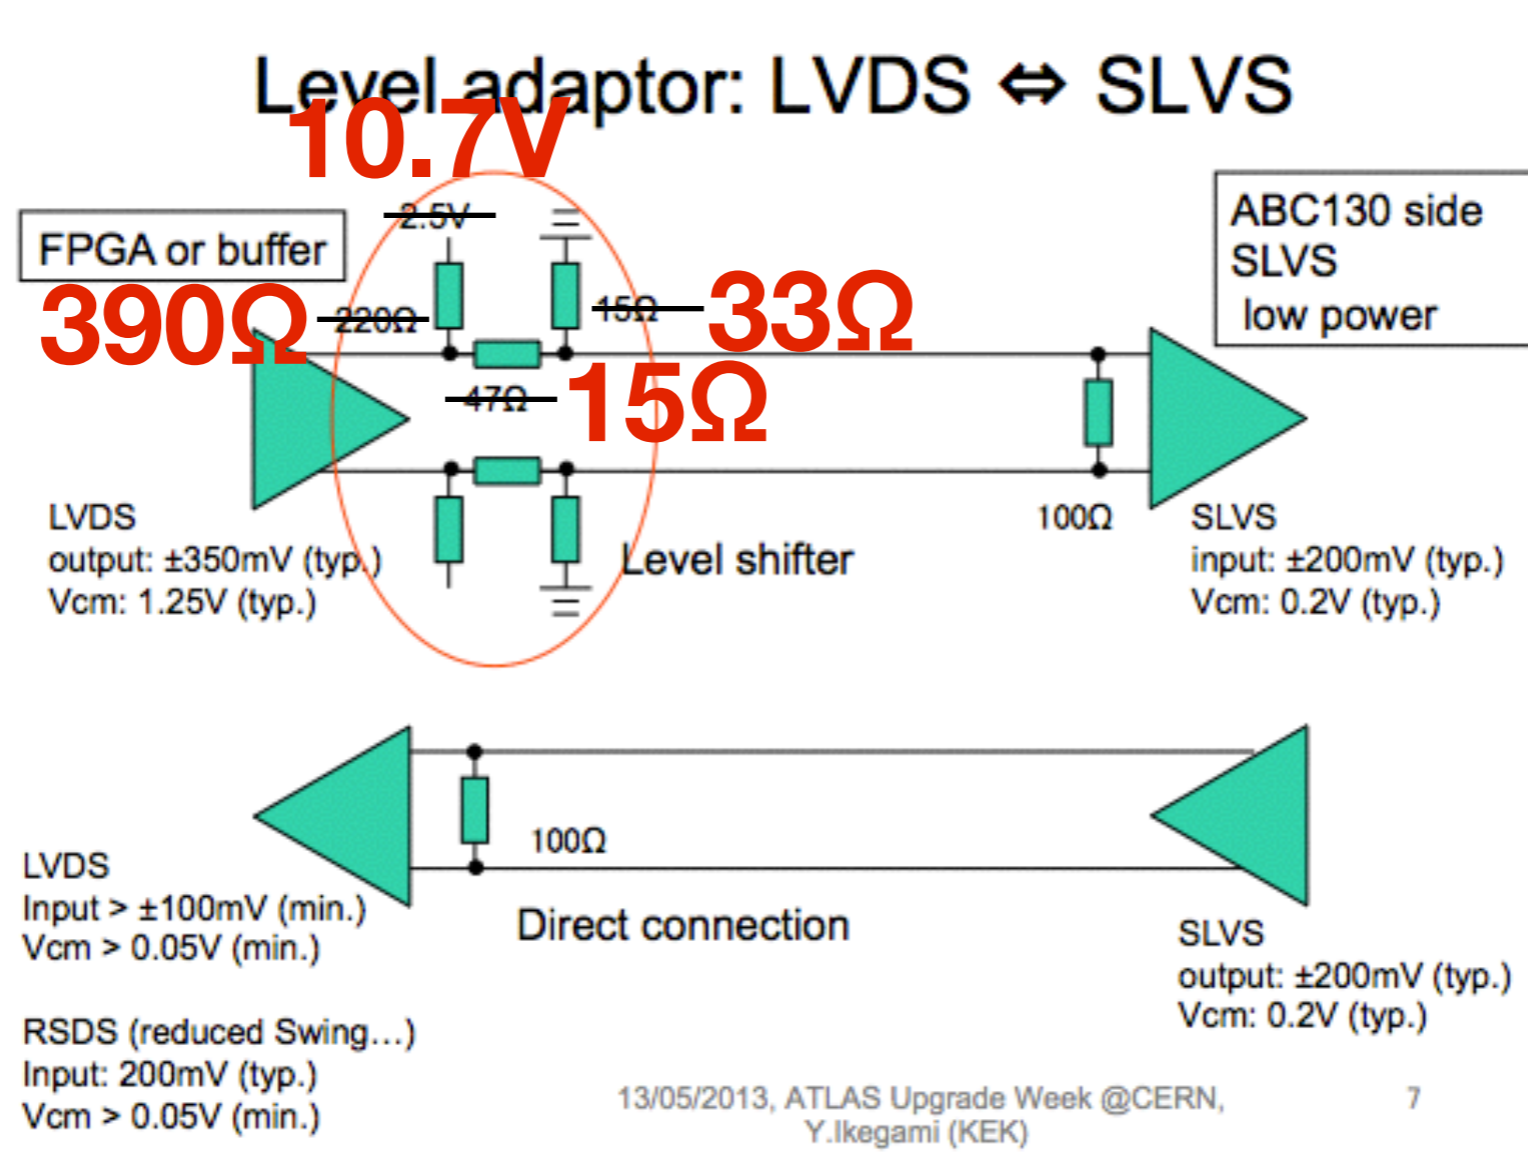 Level adaptor: LVDS ⇔ SLVS
10.7V
2.5V
FPGA or buffer
390Ω
220Ω
15Ω
33Ω
47Ω
15Ω
ABC130 side
SLVS
low power
LVDS
output: ±350mV (typ.)
Vcm: 1.25V (typ.)
Level shifter
100Ω
SLVS
input: ±200mV (typ.)
Vcm: 0.2V (typ.)
100Ω
LVDS
Input > ±100mV (min.)
Vcm > 0.05V (min.)
Direct connection
SLVS
output: ±200mV (typ.)
Vcm: 0.2V (typ.)
RSDS (reduced Swing...)
Input: 200mV (typ.)
Vcm > 0.05V (min.)
13/05/2013, ATLAS Upgrade Week @CERN,
Y.Ikegami (KEK)
7